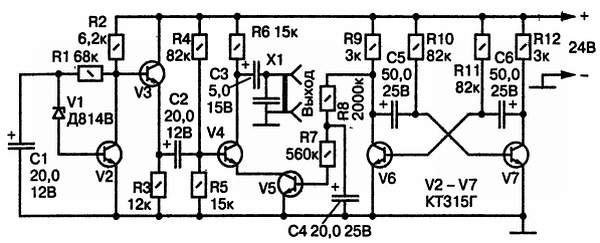 R2
6,2к
R4
82к
R6 15к
R9
3к
R10
82к
R12
3к
+
24В
−
R1 68к
C3
5,0
15В
X1
C5
50,0
25В
R11
82к
C6
50,0
25В
V1
Д814В
V3
C2
20,0
12В
Выход
R8
2000к
+
C1
20,0
12В
V2
V4
R7
560к
V6
V7
R3
12к
R5
15к
V5
V2 – V7
КТ315Г
C4 20,0 25В